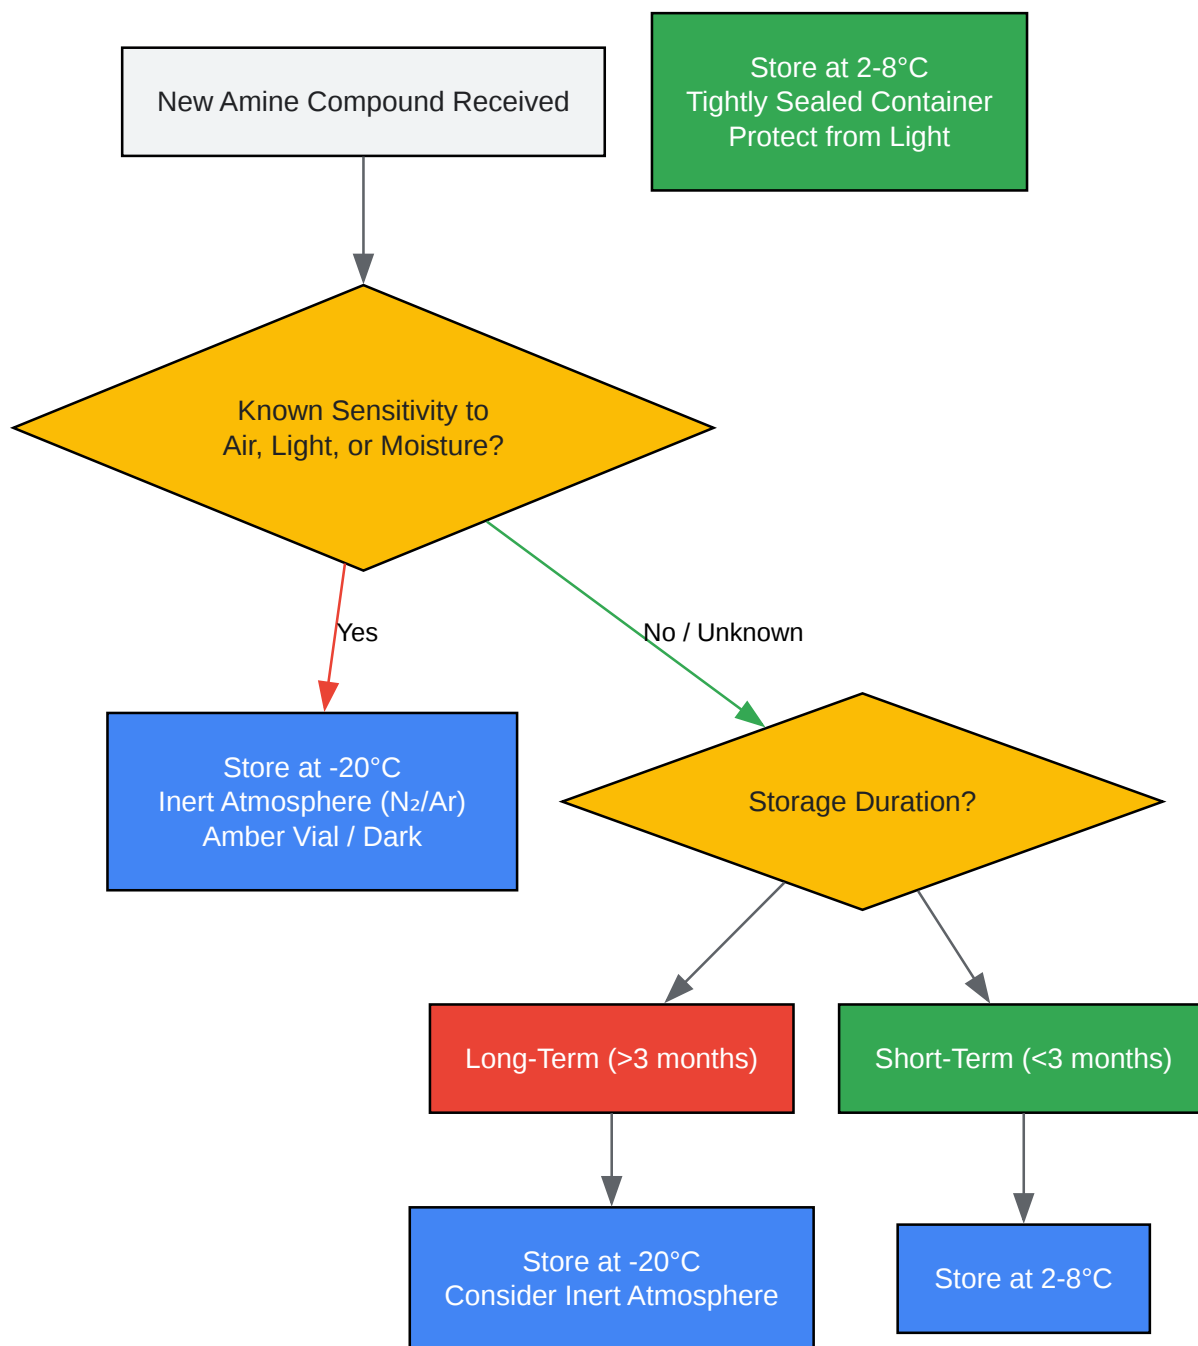 New Amine Compound Received
Store at 2-8°C
Tightly Sealed Container
Protect from Light
Known Sensitivity to
Air, Light, or Moisture?
Yes
No / Unknown
Store at -20°C
Inert Atmosphere (N₂/Ar)
Amber Vial / Dark
Storage Duration?
Long-Term (>3 months)
Short-Term (<3 months)
Store at -20°C
Consider Inert Atmosphere
Store at 2-8°C